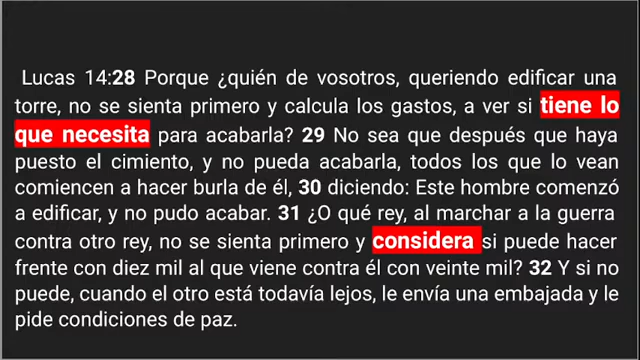 Lucas 14:28 Porque ¿quién de vosotros, queriendo edificar una
torre, no se sienta primero y calcula los gastos, a ver si tiene lo
que necesita para acabarla? 29 No sea que después que haya
puesto el cimiento, y no pueda acabarla, todos los que lo vean
comiencen a hacer burla de él, 30 diciendo: Este hombre comenzó
a edificar, y no pudo acabar. 31 ¿O qué rey, al marchar a la guerra
contra otro rey, no se sienta primero y considera si puede hacer
frente con diez mil al que viene contra él con veinte mil? 32 Y si no
puede, cuando el otro está todavía lejos, le envía una embajada y le
pide condiciones de paz.